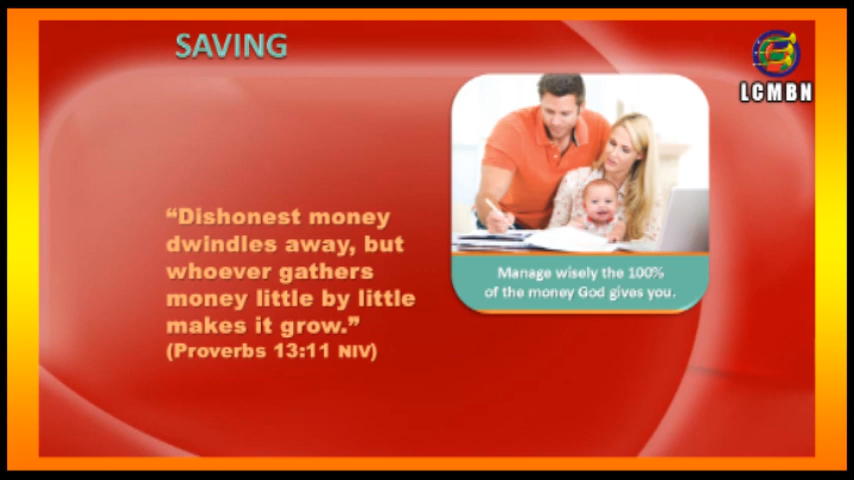 SAVING
LCMBN
“Dishonest money
dwindles away, but
whoever gathers
money little by little
makes it grow.”
(Proverbs 13:11 NIV)
Manage wisely the 100%
of the money God gives you.